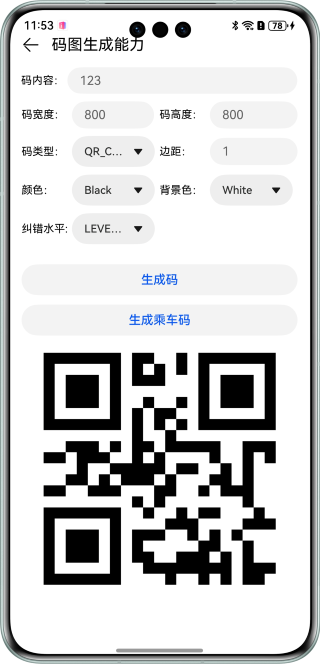 11:53
78
码图生成能力
码内容： 123
码宽度： 800 码高度： 800
码类型： QR_C... 边距： 1
颜色： Black 背景色： White
纠错水平: LEVE...
生成码
生成乘车码